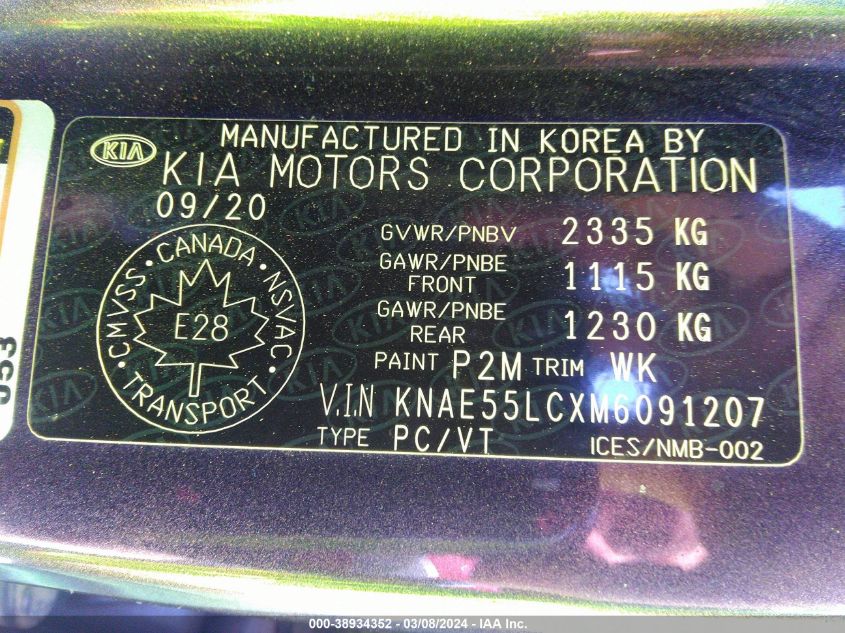 MANUFACTURED IN KOREA BY
KIA KIA MOTORS CORPORATION
09/20
GVWR/PNBV 2335 KG
GAWR/PNBE FRONT 1115 KG
GAWR/PNBE REAR 1230 KG
PAINT P2M TRIM WK
V.I.N KNAE55LCXM6091207
TYPE PC/VT ICES/NMB-002
CMVSS • CANADA • NSVAC • TRANSPORT •
E28
053
000-38934352 - 03/08/2024 - IAA Inc.